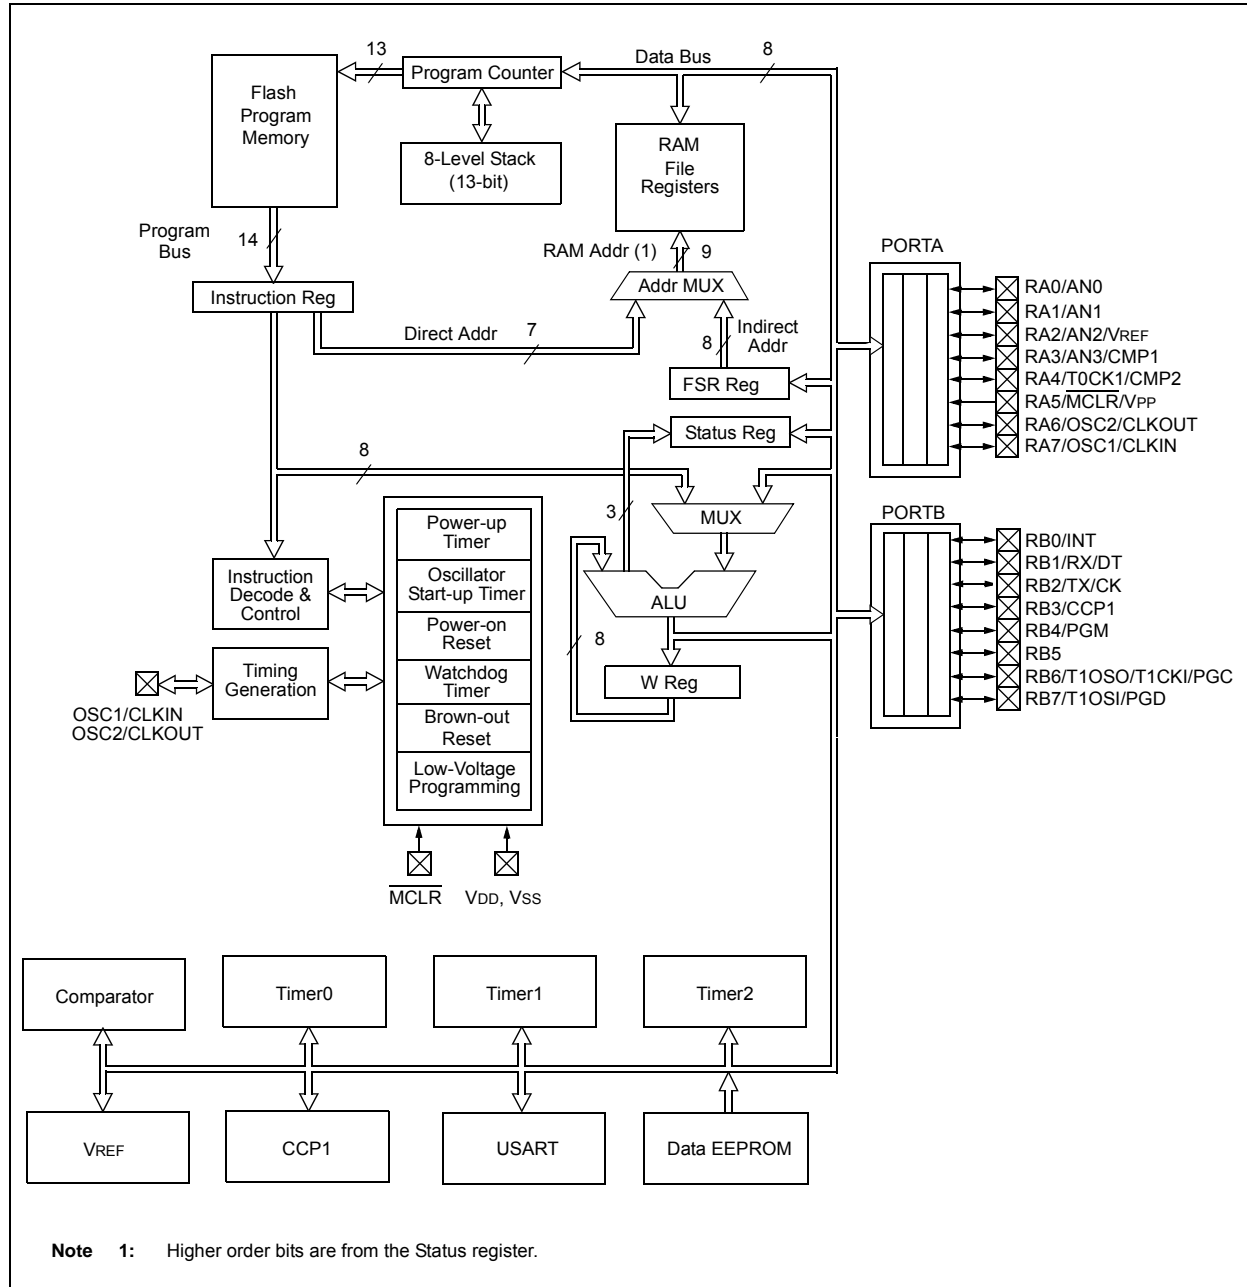 13
Data Bus
8
Program Counter
Flash
Program
Memory
8-Level Stack
(13-bit)
RAM
File
Registers
Program
Bus
14
RAM Addr (1)
9
PORTA
Addr MUX
Instruction Reg
Direct Addr
7
Indirect
Addr
8
FSR Reg
RA0/AN0
RA1/AN1
RA2/AN2/VREF
RA3/AN3/CMP1
RA4/T0CK1/CMP2
RA5/MCLR/VPP
RA6/OSC2/CLKOUT
RA7/OSC1/CLKIN
Status Reg
8
3
MUX
PORTB
Power-up
Timer
Oscillator
Start-up Timer
Power-on
Reset
Watchdog
Timer
Brown-out
Reset
Low-Voltage
Programming
Instruction
Decode &
Control
ALU
8
W Reg
RB0/INT
RB1/RX/DT
RB2/TX/CK
RB3/CCP1
RB4/PGM
RB5
RB6/T1OSO/T1CKI/PGC
RB7/T1OSI/PGD
Timing
Generation
OSC1/CLKIN
OSC2/CLKOUT
MCLR
VDD, VSS
Comparator
Timer0
Timer1
Timer2
VREF
CCP1
USART
Data EEPROM
Note 1: Higher order bits are from the Status register.